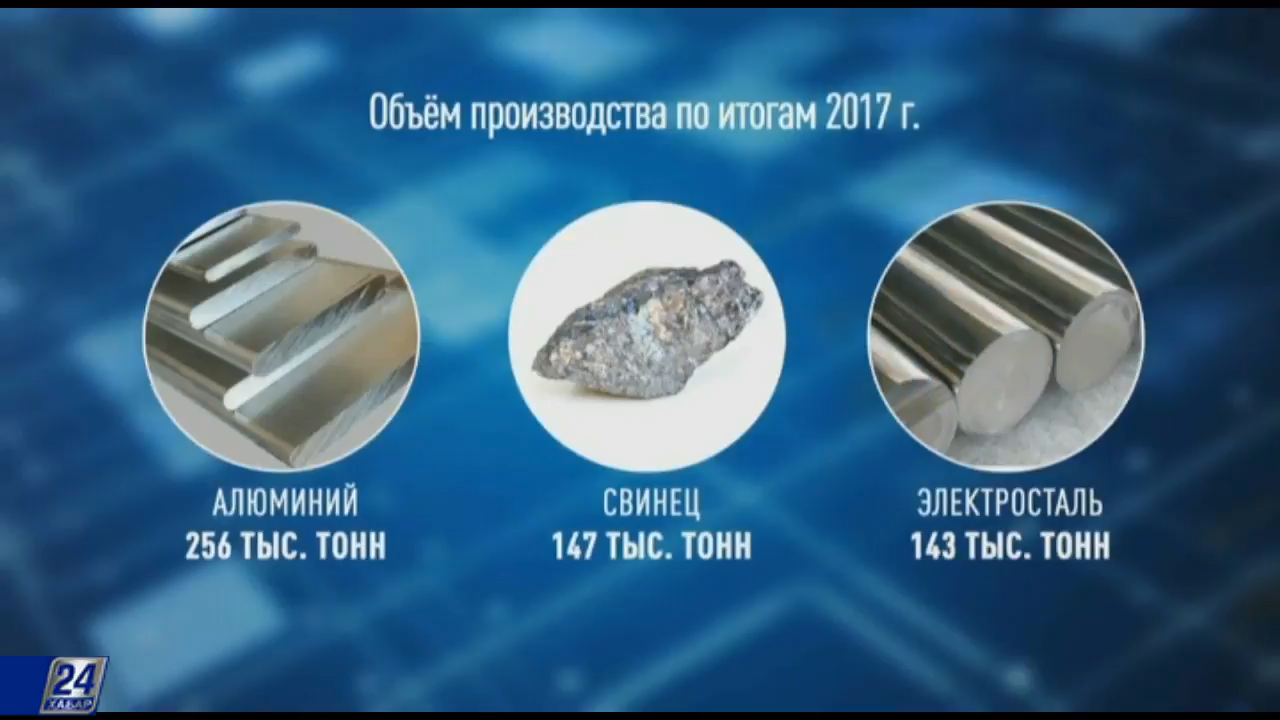 Объём производства по итогам 2017 г.
АЛЮМИНИЙ
256 ТЫС. ТОНН
СВИНЕЦ
147 ТЫС. ТОНН
ЭЛЕКТРОСТАЛЬ
143 ТЫС. ТОНН
24
ХАБАР